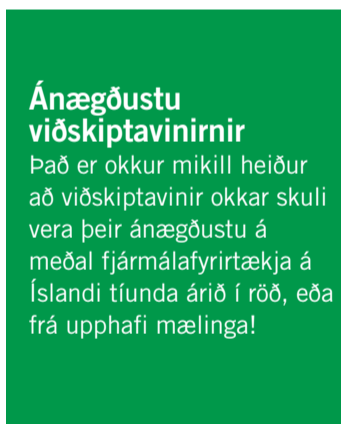 Ánægðustu
viðskiptavinirnir
Það er okkur mikill heiður
að viðskiptavinir okkar skuli
vera þeir ánægðustu á
meðal fjármálafyrirtækja á
Íslandi tíunda árið í röð, eða
frá upphafi mælinga!